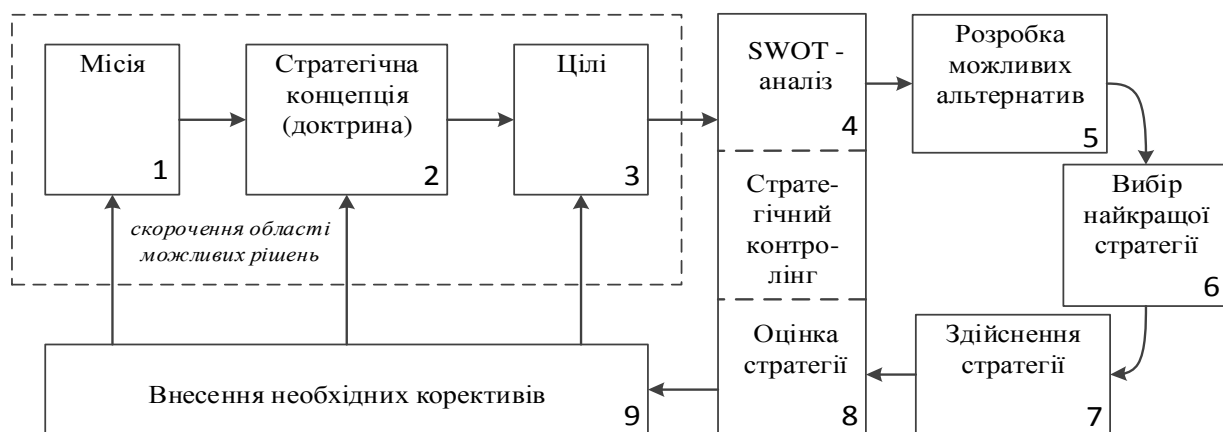 Місія
1
Стратегічна
концепція
(доктрина)
2
Цілі
3
скорочення області
можливих рішень
SWOT -
аналіз
4
Розробка
можливих
альтернатив
5
Вибір
найкращої
стратегії
6
Страте-
гічний
контро-
лінг
Здійснення
стратегії
7
Оцінка
стратегії
8
Внесення необхідних корективів
9